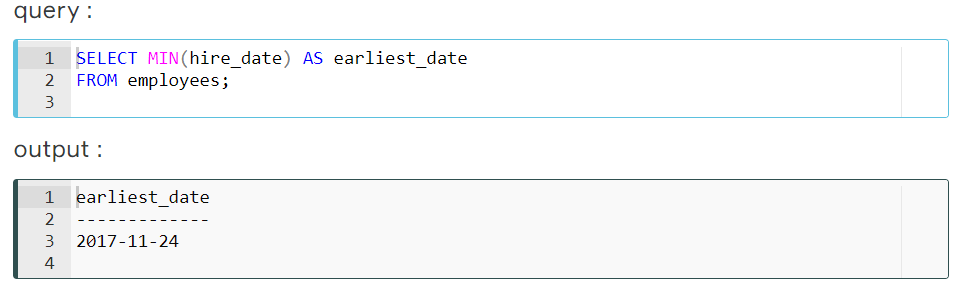 query :
1 SELECT MIN(hire_date) AS earliest_date
2 FROM employees;
3
output :
1 earliest_date
2 -------------
3 2017-11-24
4